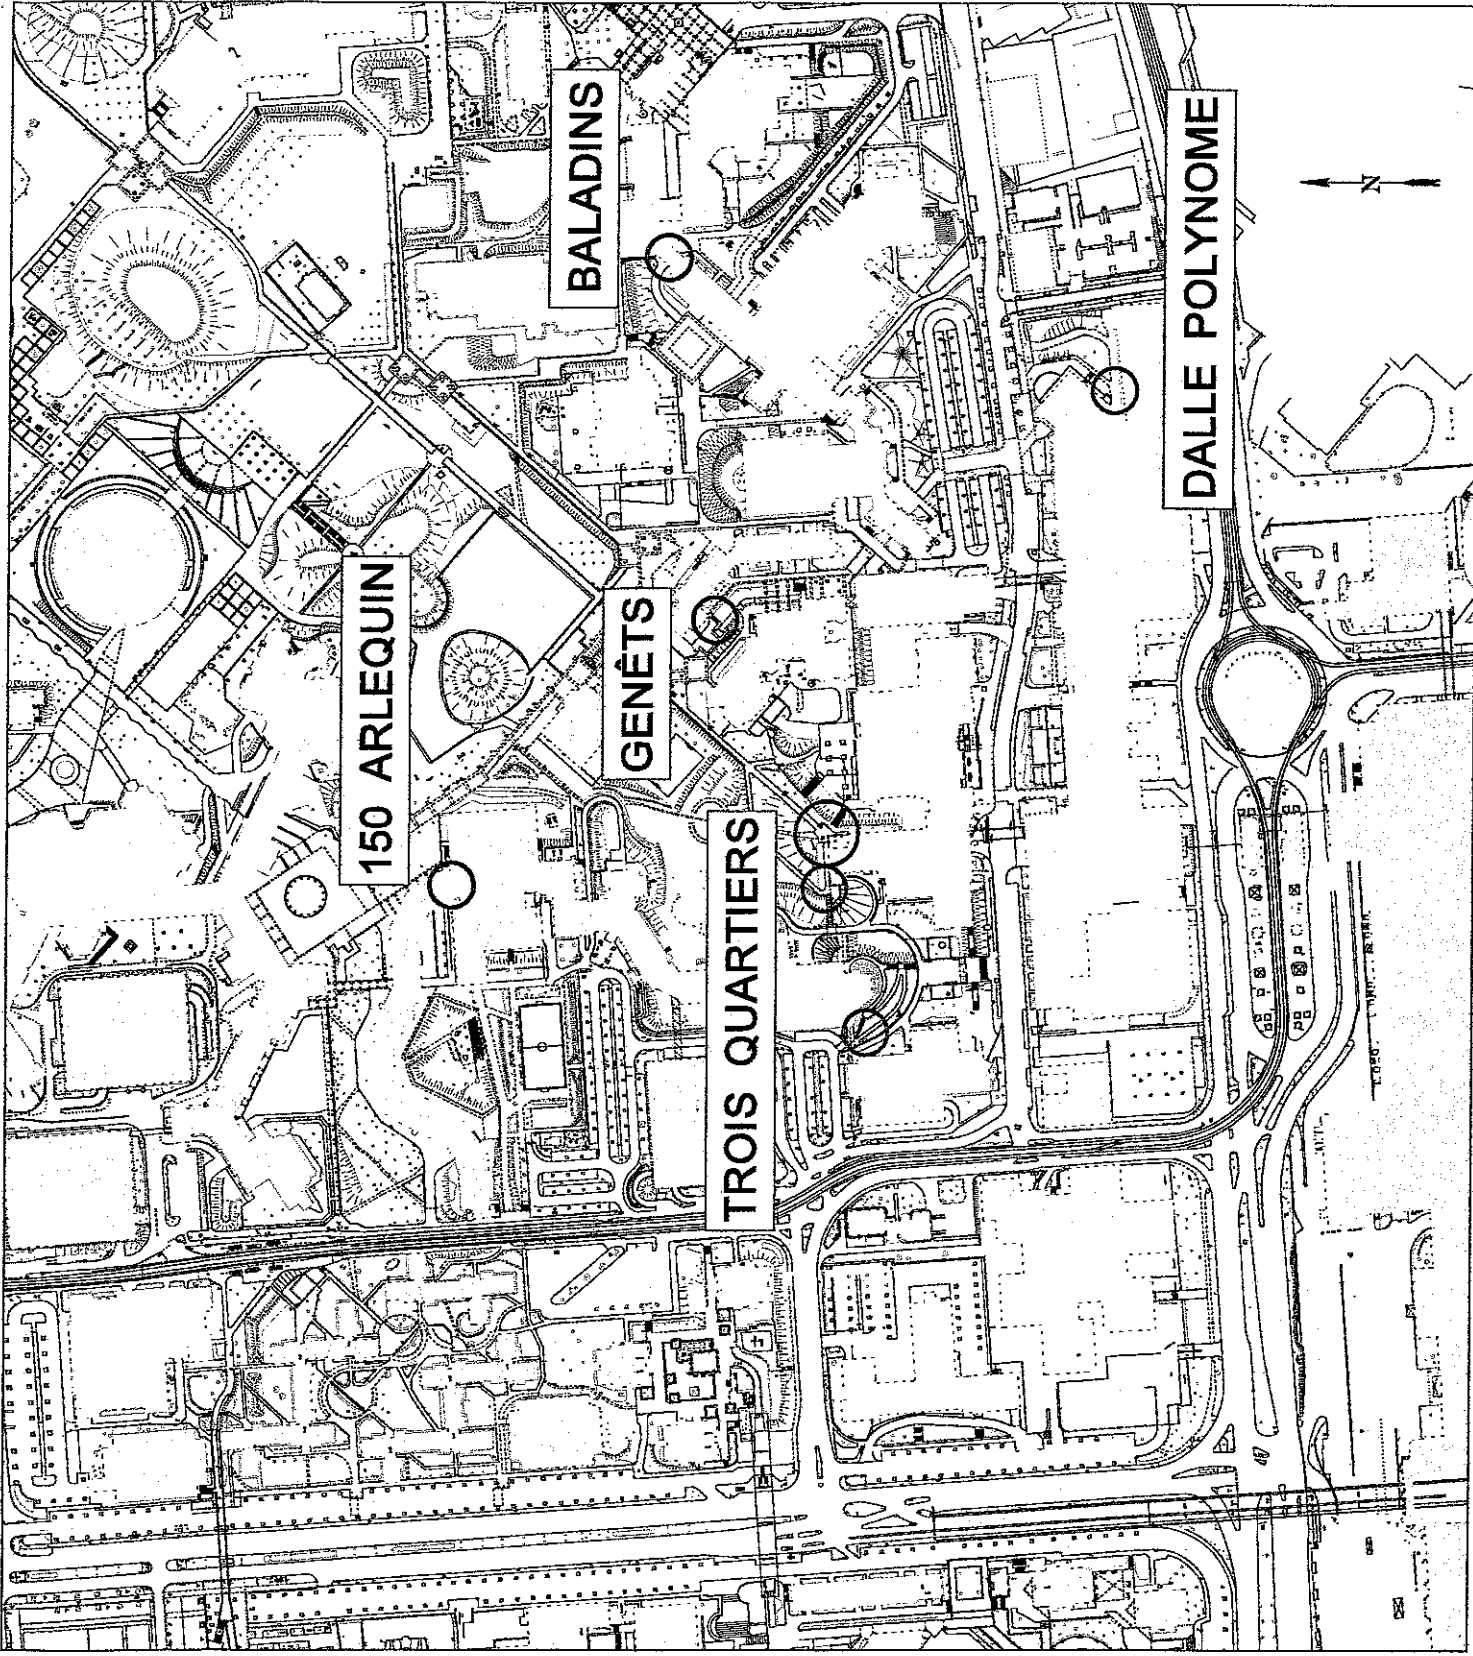 BALADINS
DALLE POLYNOME
N
150 ARLEQUIN
GENÊTS
TROIS QUARTIERS